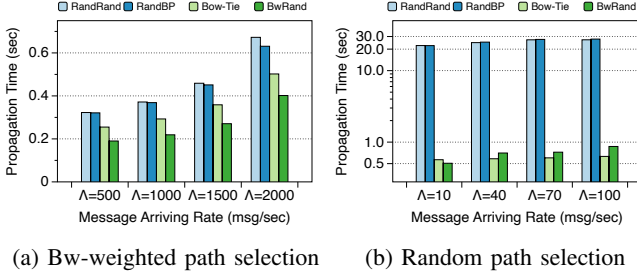 RandRand RandBP Bow-Tie BwRand
Propagation Time (sec)
0.6
0.4
0.2
0
Λ=500 Λ=1000 Λ=1500 Λ=2000
Message Arriving Rate (msg/sec)
(a) Bw-weighted path selection
RandRand RandBP Bow-Tie BwRand
Propagation Time (sec)
30.0
10.0
1.0
0.5
Λ=10 Λ=40 Λ=70 Λ=100
Message Arriving Rate (msg/sec)
(b) Random path selection